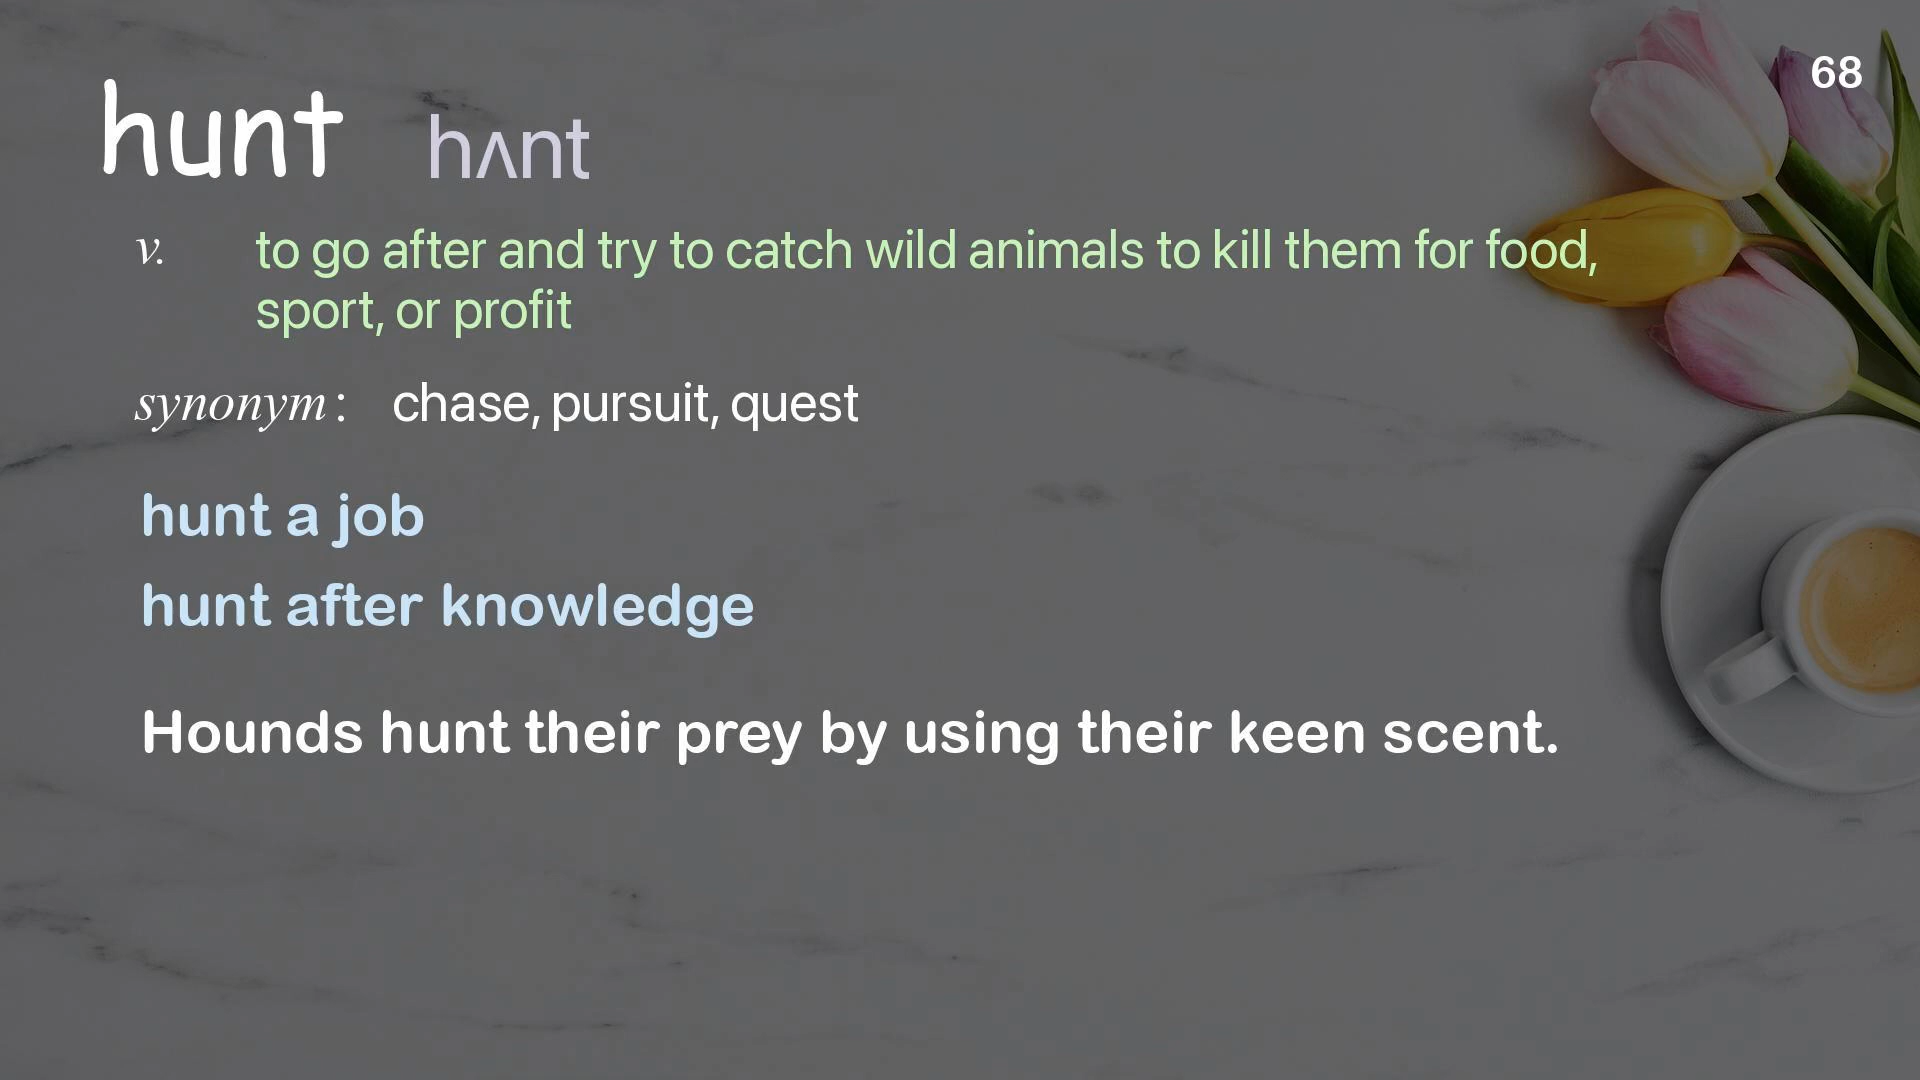 68
hunt hʌnt
v. to go after and try to catch wild animals to kill them for food,
sport, or profit
synonym: chase, pursuit, quest
hunt a job
hunt after knowledge
Hounds hunt their prey by using their keen scent.